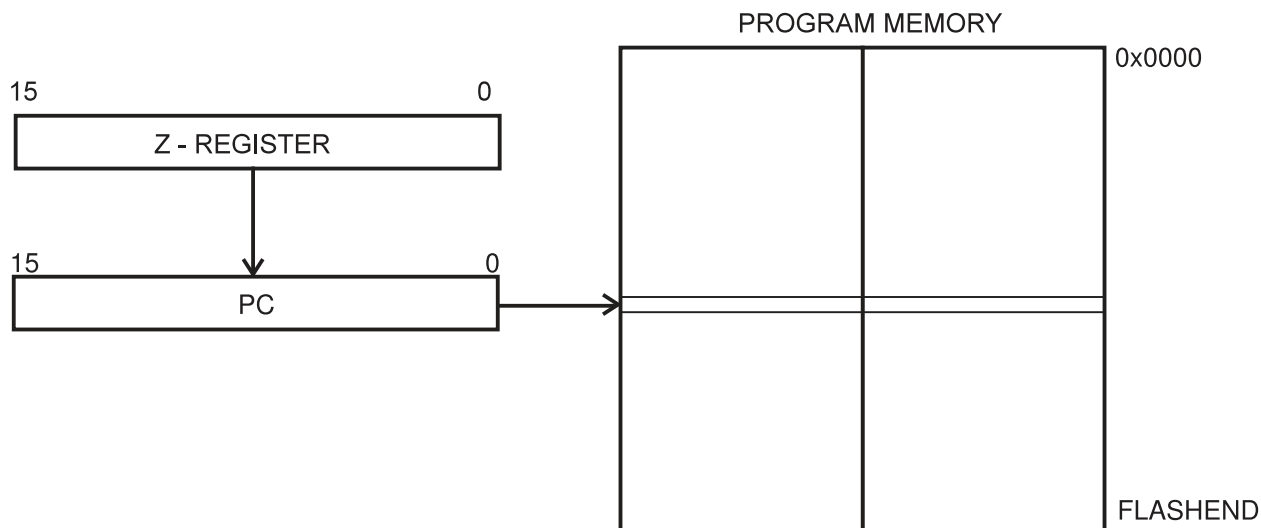 PROGRAM MEMORY
0x0000
15 0
Z - REGISTER
15 0
PC
FLASHEND